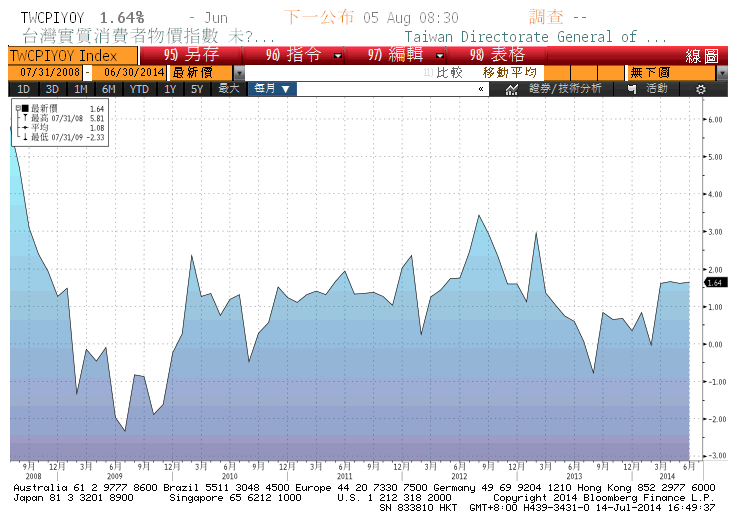 TWCPIYOY 1.64% - Jun 下一公布 05 Aug 08:30 調查 --
台灣實質消費者物價指數 未?... Taiwan Directorate General of ...
TWCPIYOY Index 95) 另存 96) 指令 97) 編輯 98) 表格 線圖
07/31/2008 - 06/30/2014 最新價 比較 移動平均 無下價
1D 3D 1M 6M YTD 1Y 5Y 最大 每月 ▼ « 證券/技術分析 活動
最新價 1.64
最高 07/31/08 5.81
平均 1.08
最低 07/31/09 -2.33
6.00
5.00
4.00
3.00
2.00
1.64
1.00
0.00
-1.00
-2.00
-3.00
9月 12月 3月 6月 9月 12月 3月 6月 9月 12月 3月 6月 9月 12月 3月 6月 9月 12月 3月 6月 9月 12月 3月 6月
2008 2009 2010 2011 2012 2013 2014
Australia 61 2 9777 8600 Brazil 5511 3048 4500 Europe 44 20 7330 7500 Germany 49 69 9204 1210 Hong Kong 852 2977 6000
Japan 81 3 3201 8900 Singapore 65 6212 1000 U.S. 1 212 318 2000 Copyright 2014 Bloomberg Finance L.P.
SN 833810 HKT GMT+8:00 H439-3431-0 14-Jul-2014 16:49:37